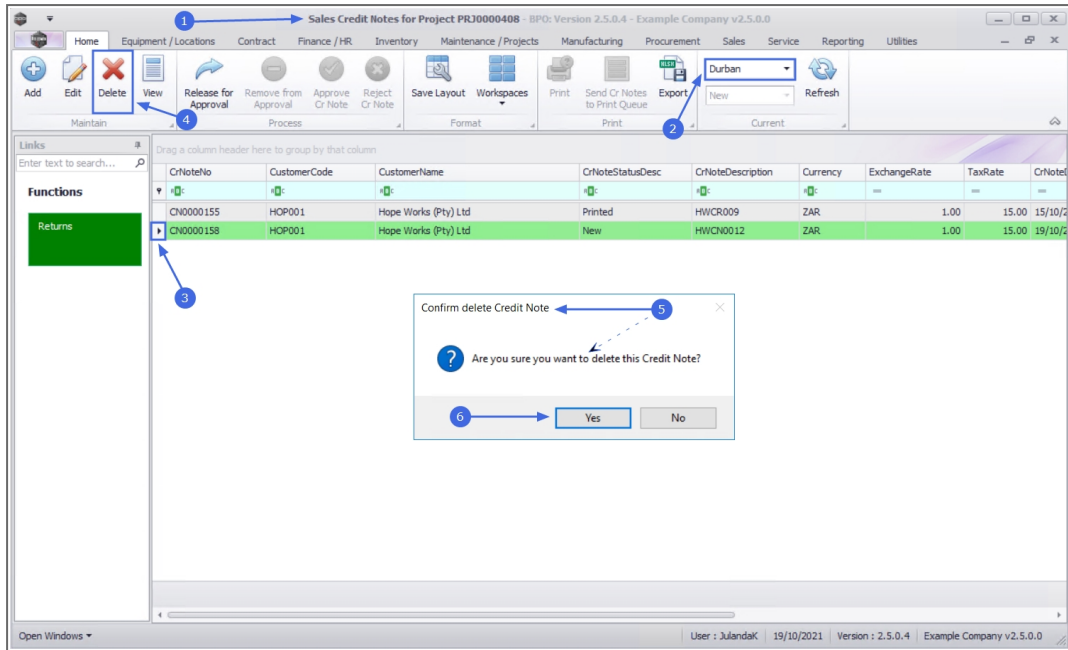 1
Sales Credit Notes for Project PRJ0000408 - BPO: Version 2.5.0.4 - Example Company v2.5.0.0
Home Equipment / Locations Contract Finance / HR Inventory Maintenance / Projects Manufacturing Procurement Sales Service Reporting Utilities
Add Edit Delete View Release for Approval Remove from Approval Approve Cr Note Reject Cr Note Save Layout Workspaces Print Send Cr Notes to Print Queue Export Durban New Refresh
4
2
Maintain Process Format Print Current
Links
Drag a column header here to group by that column
Enter text to search...
CrNoteNo CustomerCode CustomerName CrNoteStatusDesc CrNoteDescription Currency ExchangeRate TaxRate
Functions
CN0000155 HOP001 Hope Works (Pty) Ltd Printed HWCR009 ZAR 1.00 15.00 15/10/2
Returns
CN0000158 HOP001 Hope Works (Pty) Ltd New HWCN0012 ZAR 1.00 15.00 19/10/2
3
Confirm delete Credit Note
5
? Are you sure you want to delete this Credit Note?
6
Yes No
Open Windows User : JulandaK 19/10/2021 Version : 2.5.0.4 Example Company v2.5.0.0